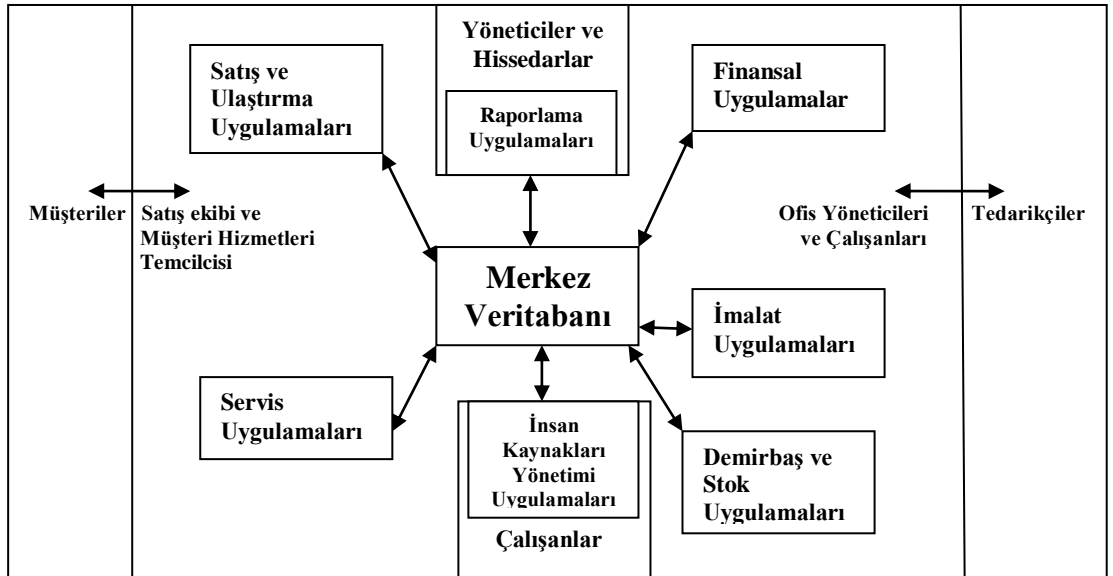 Yöneticiler ve
Hissedarlar
Raporlama
Uygulamaları
Satış ve
Ulaştırma
Uygulamaları
Finansal
Uygulamalar
Müşteriler
Satış ekibi ve
Müşteri Hizmetleri
Temcilcisi
Ofis Yöneticileri
ve Çalışanları
Tedarikçiler
Merkez
Veritabanı
İmalat
Uygulamaları
Servis
Uygulamaları
İnsan
Kaynakları
Yönetimi
Uygulamaları
Çalışanlar
Demirbaş ve
Stok
Uygulamaları